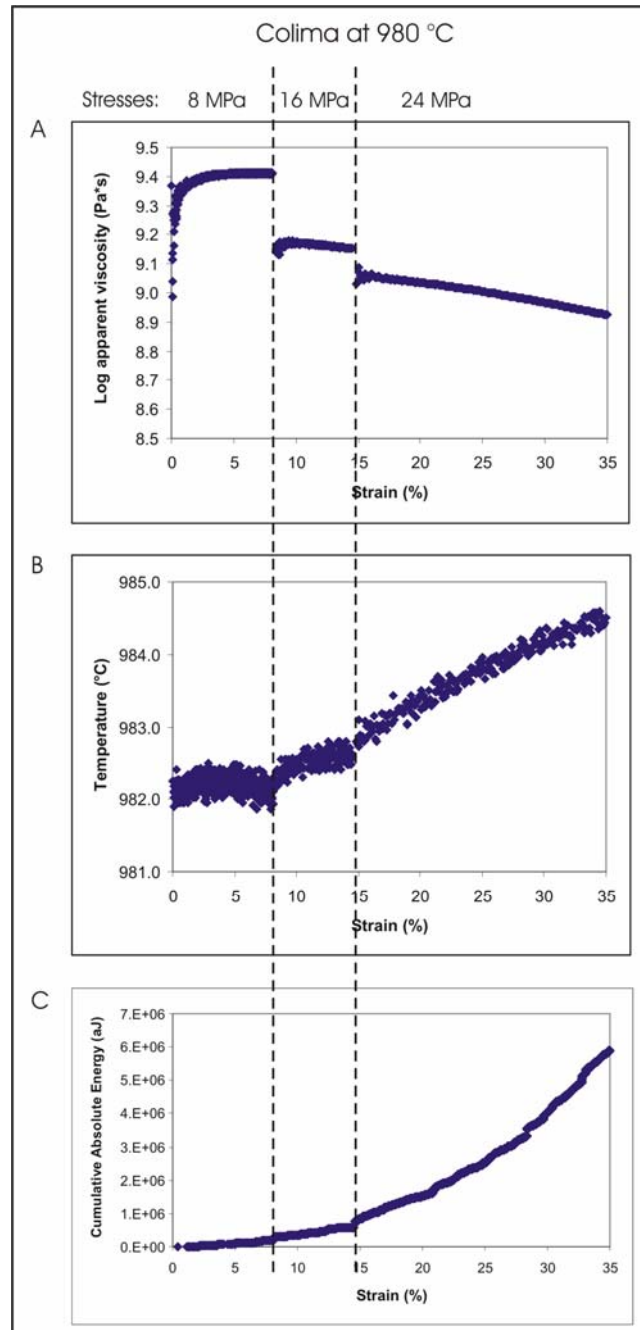 Colima at 980 °C
Stresses: 8 MPa 16 MPa 24 MPa
A
Log apparent viscosity (Pa*s)
9.5
9.4
9.3
9.2
9.1
9.0
8.9
8.8
8.7
8.6
8.5
0 5 10 15 20 25 30 35
Strain (%)
B
Temperature (°C)
985.0
984.0
983.0
982.0
981.0
0 5 10 15 20 25 30 35
Strain (%)
C
Cumulative Absolute Energy (aJ)
7.E+06
6.E+06
5.E+06
4.E+06
3.E+06
2.E+06
1.E+06
0.E+00
0 5 10 15 20 25 30 35
Strain (%)